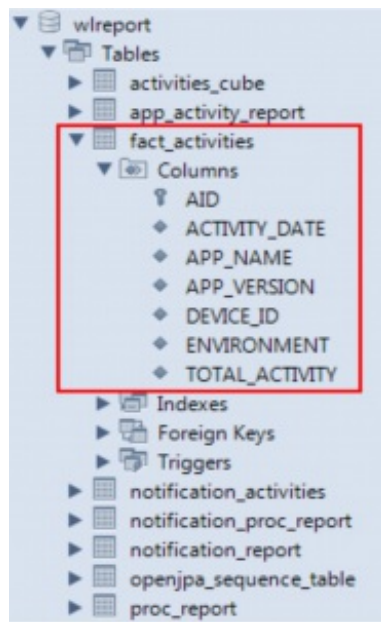 wlreport
Tables
activities_cube
app_activity_report
fact_activities
Columns
AID
ACTIVITY_DATE
APP_NAME
APP_VERSION
DEVICE_ID
ENVIRONMENT
TOTAL_ACTIVITY
Indexes
Foreign Keys
Triggers
notification_activities
notification_proc_report
notification_report
openjpa_sequence_table
proc_report